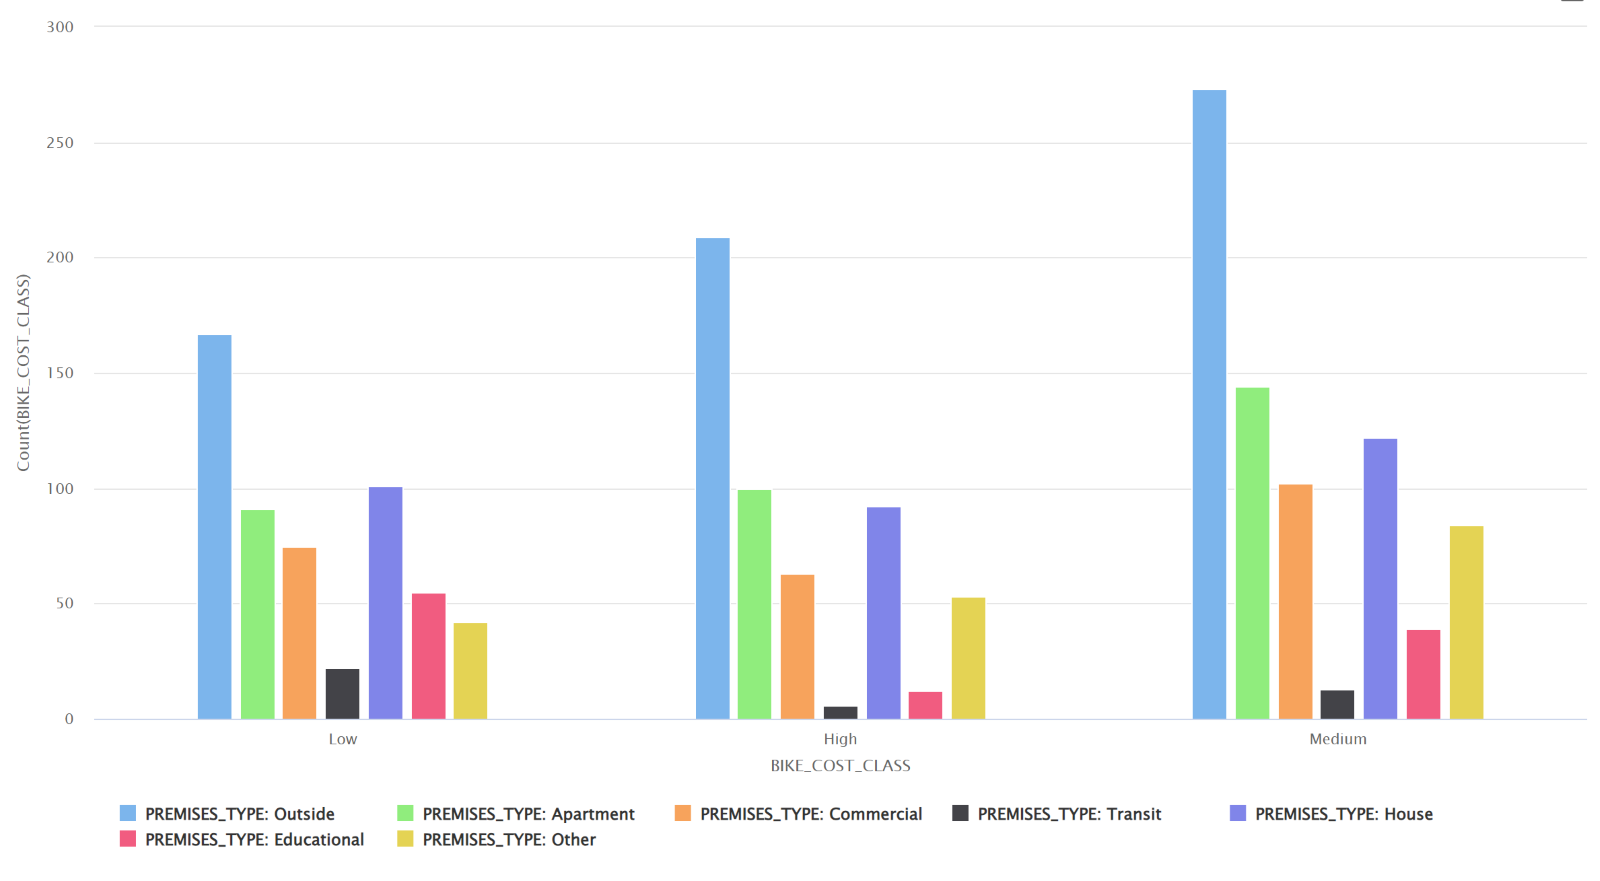 300
250
200
150
100
50
0
Count(BIKE_COST_CLASS)
Low High Medium
BIKE_COST_CLASS
PREMISES_TYPE: Outside PREMISES_TYPE: Apartment PREMISES_TYPE: Commercial PREMISES_TYPE: Transit PREMISES_TYPE: House
PREMISES_TYPE: Educational PREMISES_TYPE: Other